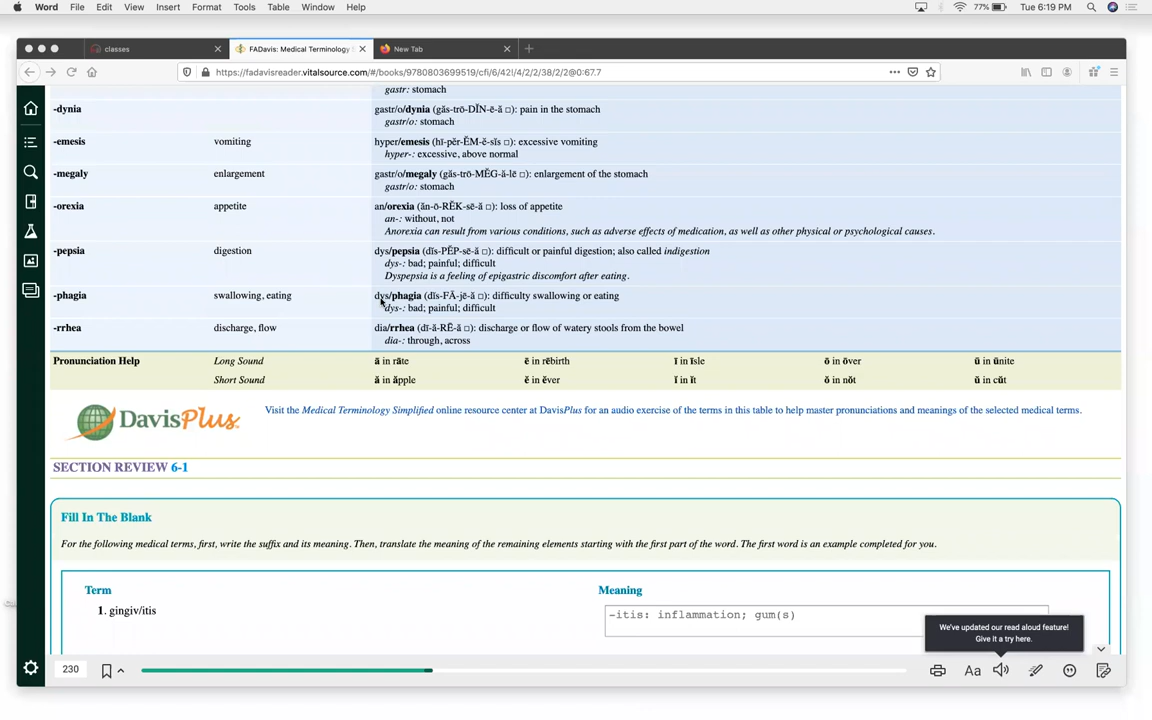 Word File Edit View Insert Format Tools Table Window Help 77% Tue 6:19 PM
classes FADavis: Medical Terminology S New Tab
https://fadavisreader.vitalsource.com/#/books/9780803699519/cfi/6/42!/4/2/2/38/2/2@0:67.7
gastr: stomach
-dynia gastr/o/dynia (găs-trō-DĬN-ē-ă □): pain in the stomach
gastr/o: stomach
-emesis vomiting hyper/emesis (hī-pĕr-ĔM-ĕ-sĭs □): excessive vomiting
hyper-: excessive, above normal
-megaly enlargement gastr/o/megaly (găs-trō-MĔG-ă-lē □): enlargement of the stomach
gastr/o: stomach
-orexia appetite an/orexia (ăn-ō-RĔK-sē-ă □): loss of appetite
an-: without, not
Anorexia can result from various conditions, such as adverse effects of medication, as well as other physical or psychological causes.
-pepsia digestion dys/pepsia (dĭs-PĔP-sē-ă □): difficult or painful digestion; also called indigestion
dys-: bad; painful; difficult
Dyspepsia is a feeling of epigastric discomfort after eating.
-phagia swallowing, eating dys/phagia (dĭs-FĀ-jē-ă □): difficulty swallowing or eating
dys-: bad; painful; difficult
-rrhea discharge, flow dia/rrhea (dī-ă-RĒ-ă □): discharge or flow of watery stools from the bowel
dia-: through, across
Pronunciation Help Long Sound ā in rāte ē in rēbirth ī in īsle ō in ōver ū in ūnite
Short Sound ă in ăpple ĕ in ĕver ĭ in ĭt ŏ in nŏt ŭ in cŭt
DavisPlus Visit the Medical Terminology Simplified online resource center at DavisPlus for an audio exercise of the terms in this table to help master pronunciations and meanings of the selected medical terms.
SECTION REVIEW 6-1
Fill In The Blank
For the following medical terms, first, write the suffix and its meaning. Then, translate the meaning of the remaining elements starting with the first part of the word. The first word is an example completed for you.
Term Meaning
1. gingiv/itis -itis: inflammation; gum(s)
We've updated our read aloud feature!
Give it a try here.
230 Aa